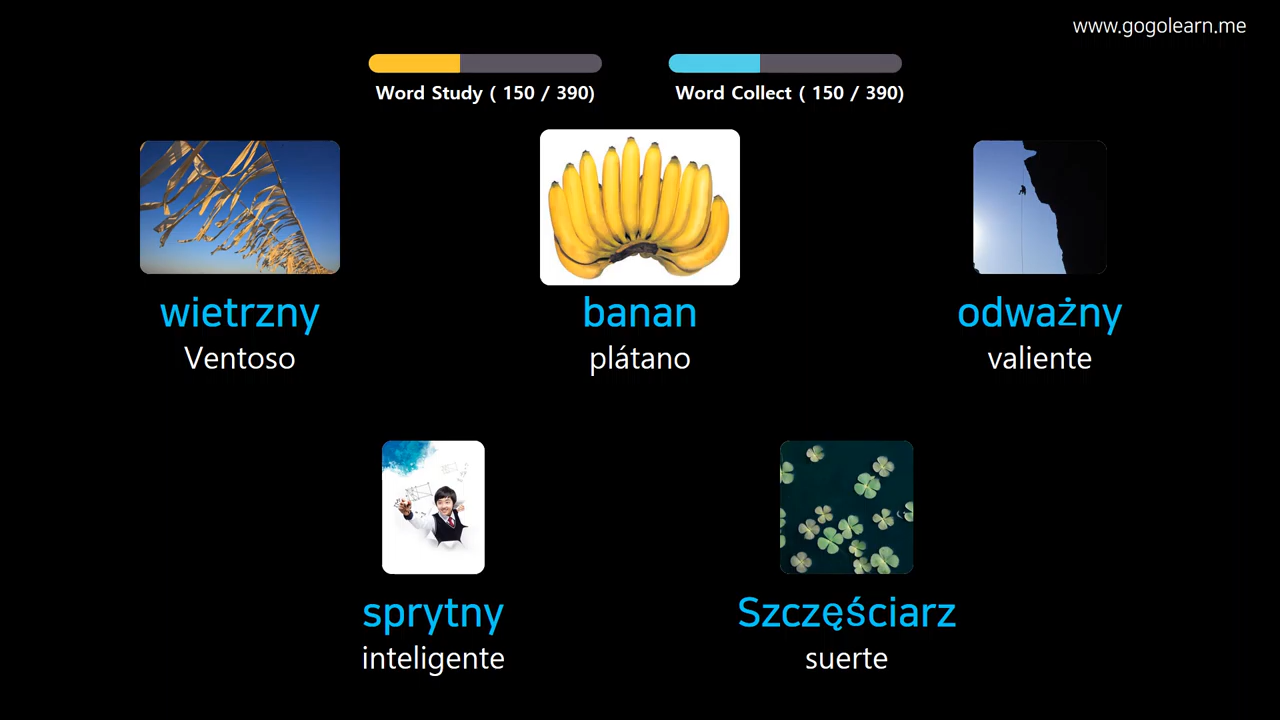 www.gogolearn.me
Word Study ( 150 / 390)
Word Collect ( 150 / 390)
wietrzny
Ventoso
banan
plátano
odważny
valiente
sprytny
inteligente
Szczęściarz
suerte